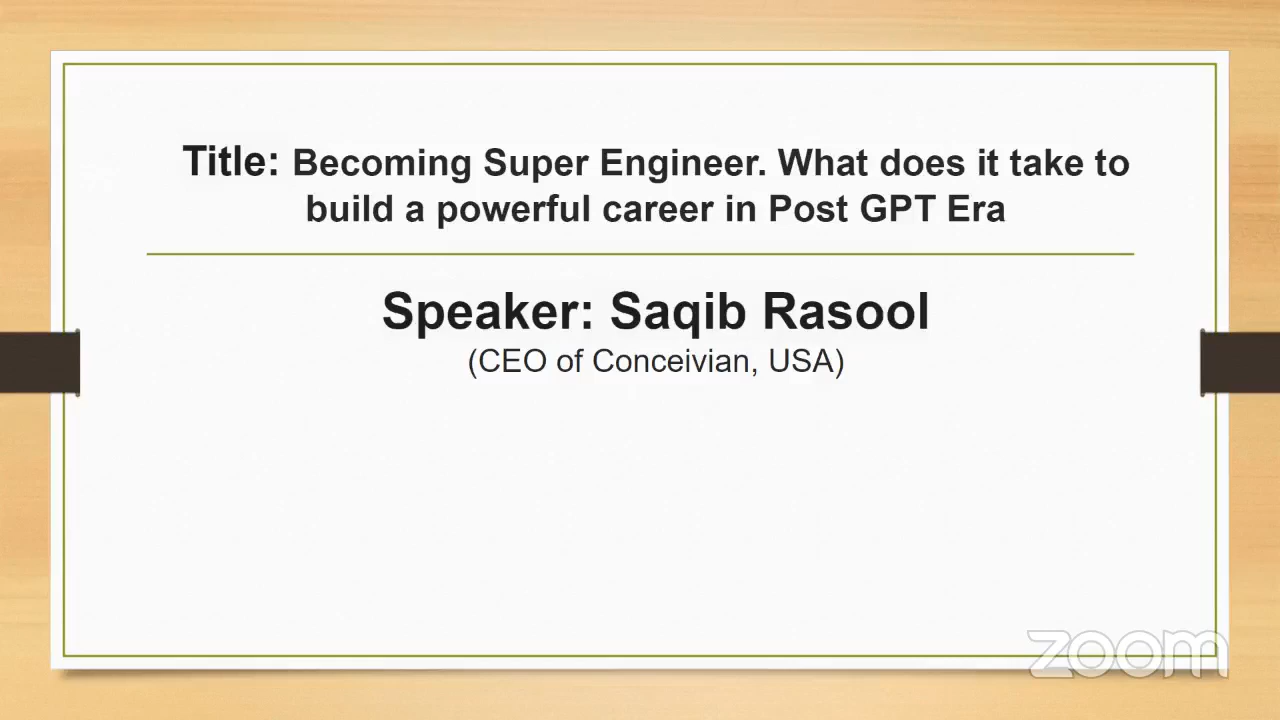 Title: Becoming Super Engineer. What does it take to
build a powerful career in Post GPT Era
Speaker: Saqib Rasool
(CEO of Conceivian, USA)
zoom